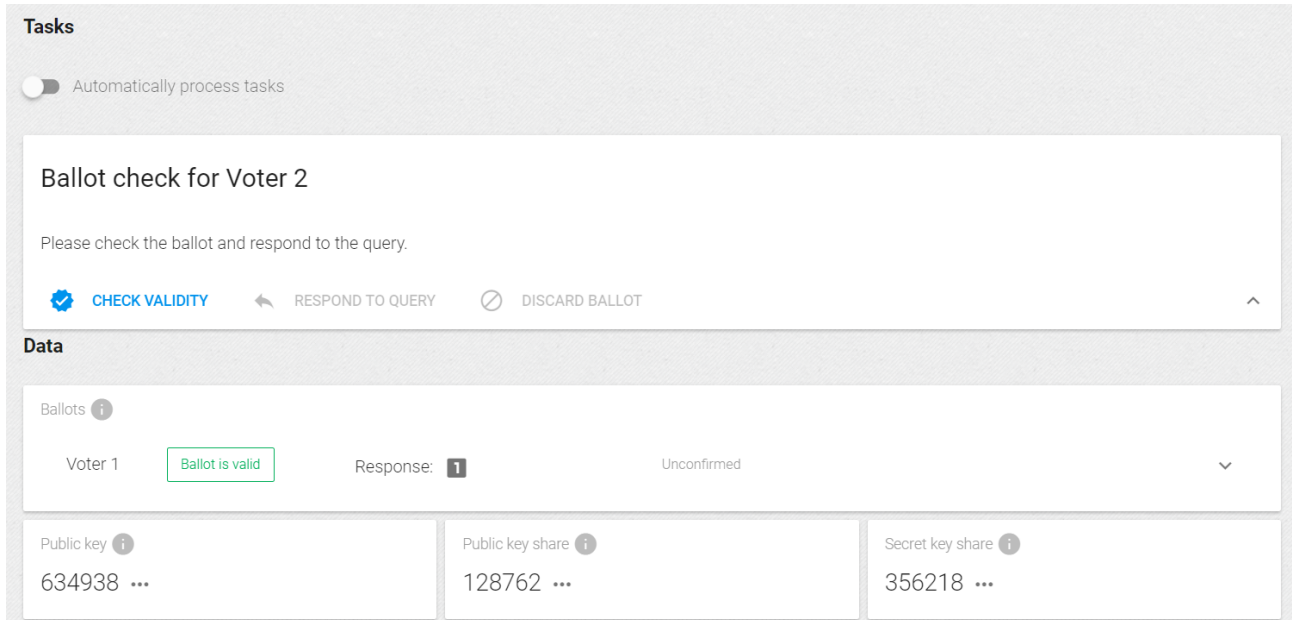 Tasks
Automatically process tasks
Ballot check for Voter 2
Please check the ballot and respond to the query.
CHECK VALIDITY RESPOND TO QUERY DISCARD BALLOT
Data
Ballots i
Voter 1 Ballot is valid Response: 1 Unconfirmed
Public key i Public key share i Secret key share i
634938 ••• 128762 ••• 356218 •••